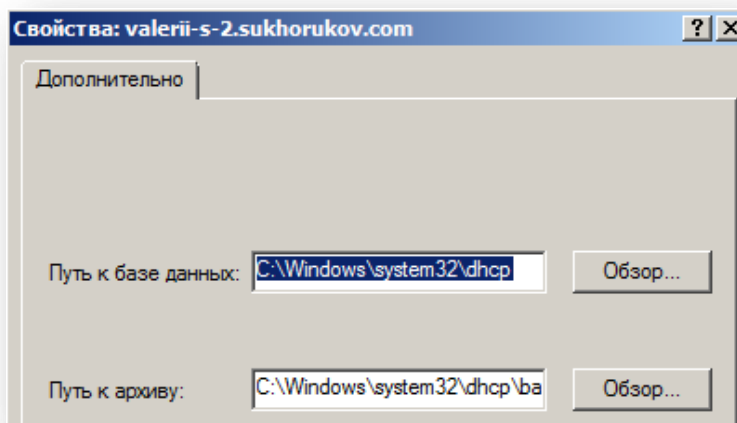 Свойства: valerii-s-2.sukhorukov.com
Дополнительно
Путь к базе данных: C:\Windows\system32\dhcp Обзор...
Путь к архиву: C:\Windows\system32\dhcp\ba Обзор...